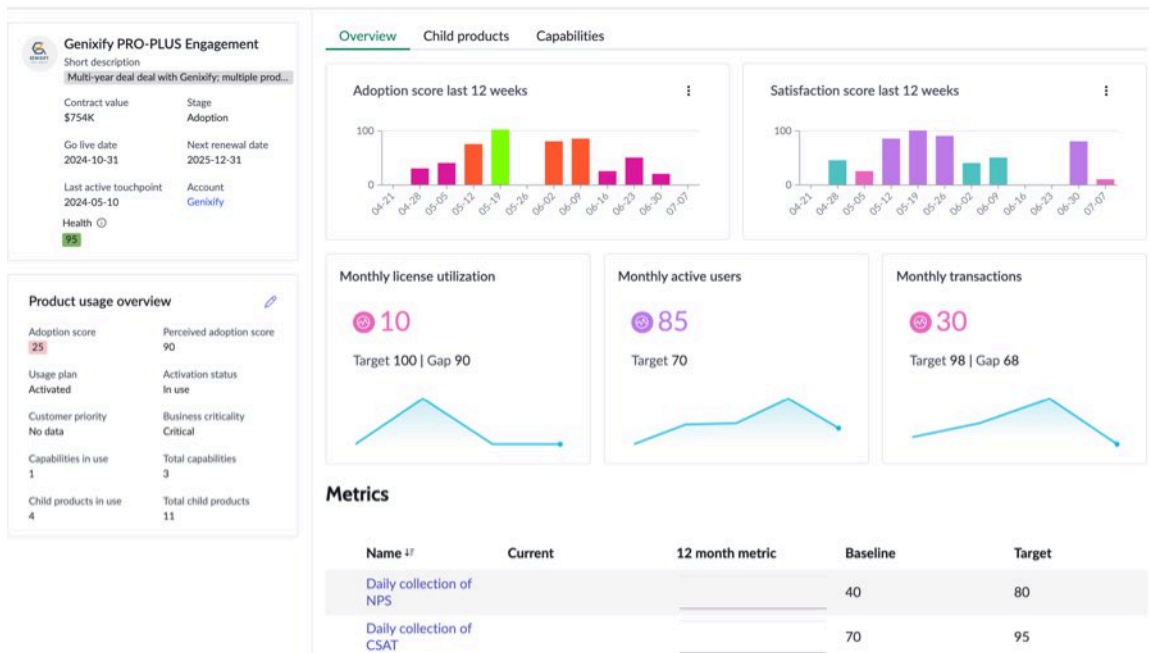 Genixify PRO-PLUS Engagement
Short description
Multi-year deal deal with Genixify; multiple prod...
Contract value
$754K
Stage
Adoption
Go live date
2024-10-31
Next renewal date
2025-12-31
Last active touchpoint
2024-05-10
Account
Genixify
Health
95
Product usage overview
Adoption score
25
Perceived adoption score
90
Usage plan
Activated
Activation status
In use
Customer priority
No data
Business criticality
Critical
Capabilities in use
1
Total capabilities
3
Child products in use
4
Total child products
11
Overview Child products Capabilities
Adoption score last 12 weeks
100
0
04-21 04-28 05-05 05-12 05-19 05-26 06-02 06-09 06-16 06-23 06-30 07-07
Satisfaction score last 12 weeks
100
0
04-21 04-28 05-05 05-12 05-19 05-26 06-02 06-09 06-16 06-23 06-30 07-07
Monthly license utilization
10
Target 100 | Gap 90
Monthly active users
85
Target 70
Monthly transactions
30
Target 98 | Gap 68
Metrics
Name Current 12 month metric Baseline Target
Daily collection of
NPS
40 80
Daily collection of
CSAT
70 95